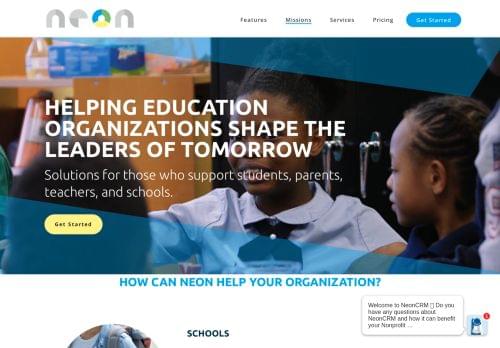 neon
Features
Missions
Services
Pricing
Get Started
HELPING EDUCATION
ORGANIZATIONS SHAPE THE
LEADERS OF TOMORROW
Solutions for those who support students, parents,
teachers, and schools.
Get Started
HOW CAN NEON HELP YOUR ORGANIZATION?
SCHOOLS
Welcome to NeonCRM ▯ Do you
have any questions about
NeonCRM and how it can benefit
your Nonprofit ...
1